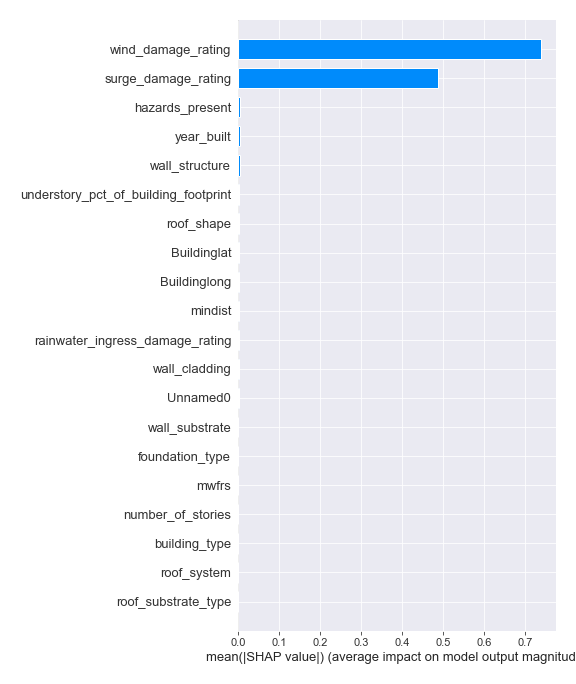 wind_damage_rating
surge_damage_rating
hazards_present
year_built
wall_structure
understory_pct_of_building_footprint
roof_shape
Buildinglat
Buildinglong
mindist
rainwater_ingress_damage_rating
wall_cladding
Unnamed0
wall_substrate
foundation_type
mwfrs
number_of_stories
building_type
roof_system
roof_substrate_type
0.0 0.1 0.2 0.3 0.4 0.5 0.6 0.7
mean(|SHAP value|) (average impact on model output magnitud